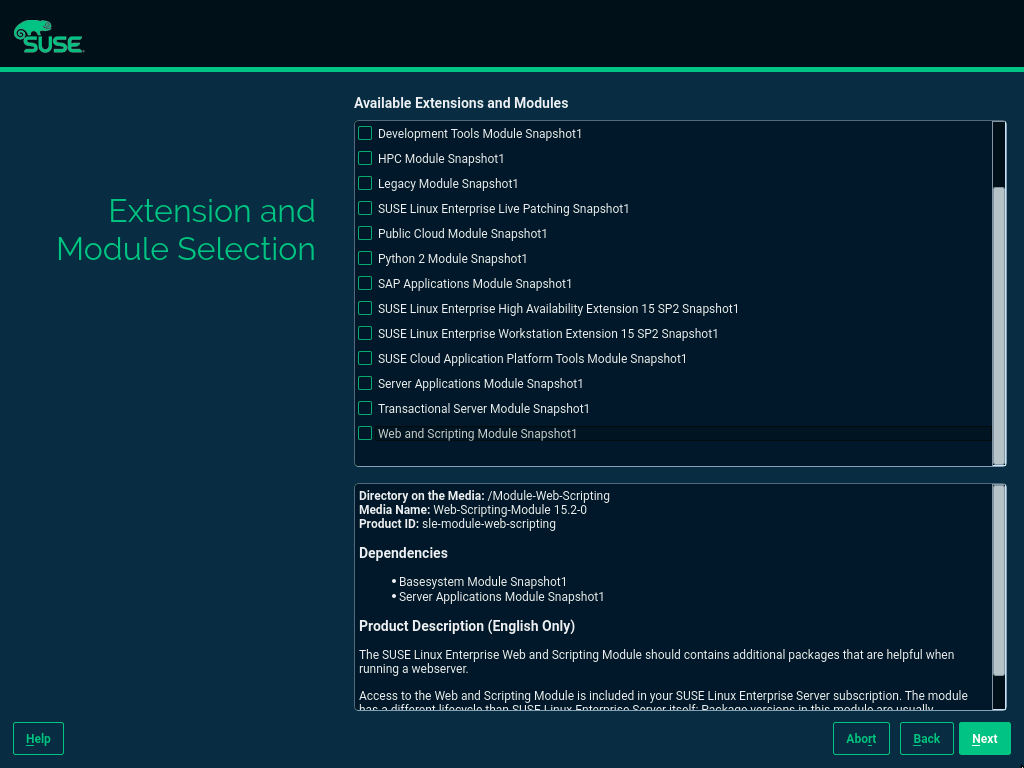 SUSE
Available Extensions and Modules
Development Tools Module Snapshot1
HPC Module Snapshot1
Legacy Module Snapshot1
SUSE Linux Enterprise Live Patching Snapshot1
Public Cloud Module Snapshot1
Python 2 Module Snapshot1
SAP Applications Module Snapshot1
SUSE Linux Enterprise High Availability Extension 15 SP2 Snapshot1
SUSE Linux Enterprise Workstation Extension 15 SP2 Snapshot1
SUSE Cloud Application Platform Tools Module Snapshot1
Server Applications Module Snapshot1
Transactional Server Module Snapshot1
Web and Scripting Module Snapshot1
Extension and
Module Selection
Directory on the Media: /Module-Web-Scripting
Media Name: Web-Scripting-Module 15.2-0
Product ID: sle-module-web-scripting
Dependencies
• Basesystem Module Snapshot1
• Server Applications Module Snapshot1
Product Description (English Only)
The SUSE Linux Enterprise Web and Scripting Module should contains additional packages that are helpful when
running a webserver.
Access to the Web and Scripting Module is included in your SUSE Linux Enterprise Server subscription. The module
has a different lifecycle than SUSE Linux Enterprise Server itself: Package versions in this module are usually
Help
Abort
Back
Next